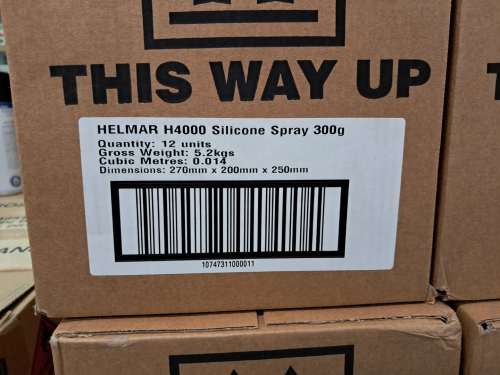 THIS WAY UP
HELMAR H4000 Silicone Spray 300g
Quantity: 12 units
Gross Weight: 5.2kgs
Cubic Metres: 0.014
Dimensions: 270mm x 200mm x 250mm
10747311000011